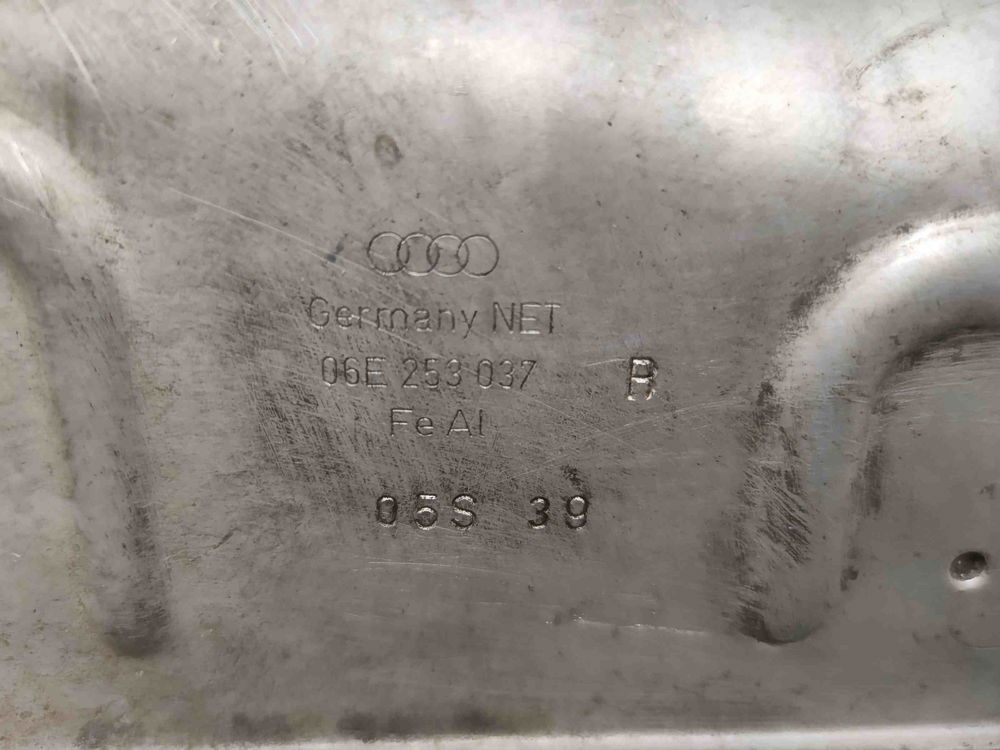 Germany NET
06E 253 037 B
Fe Al
05S 39